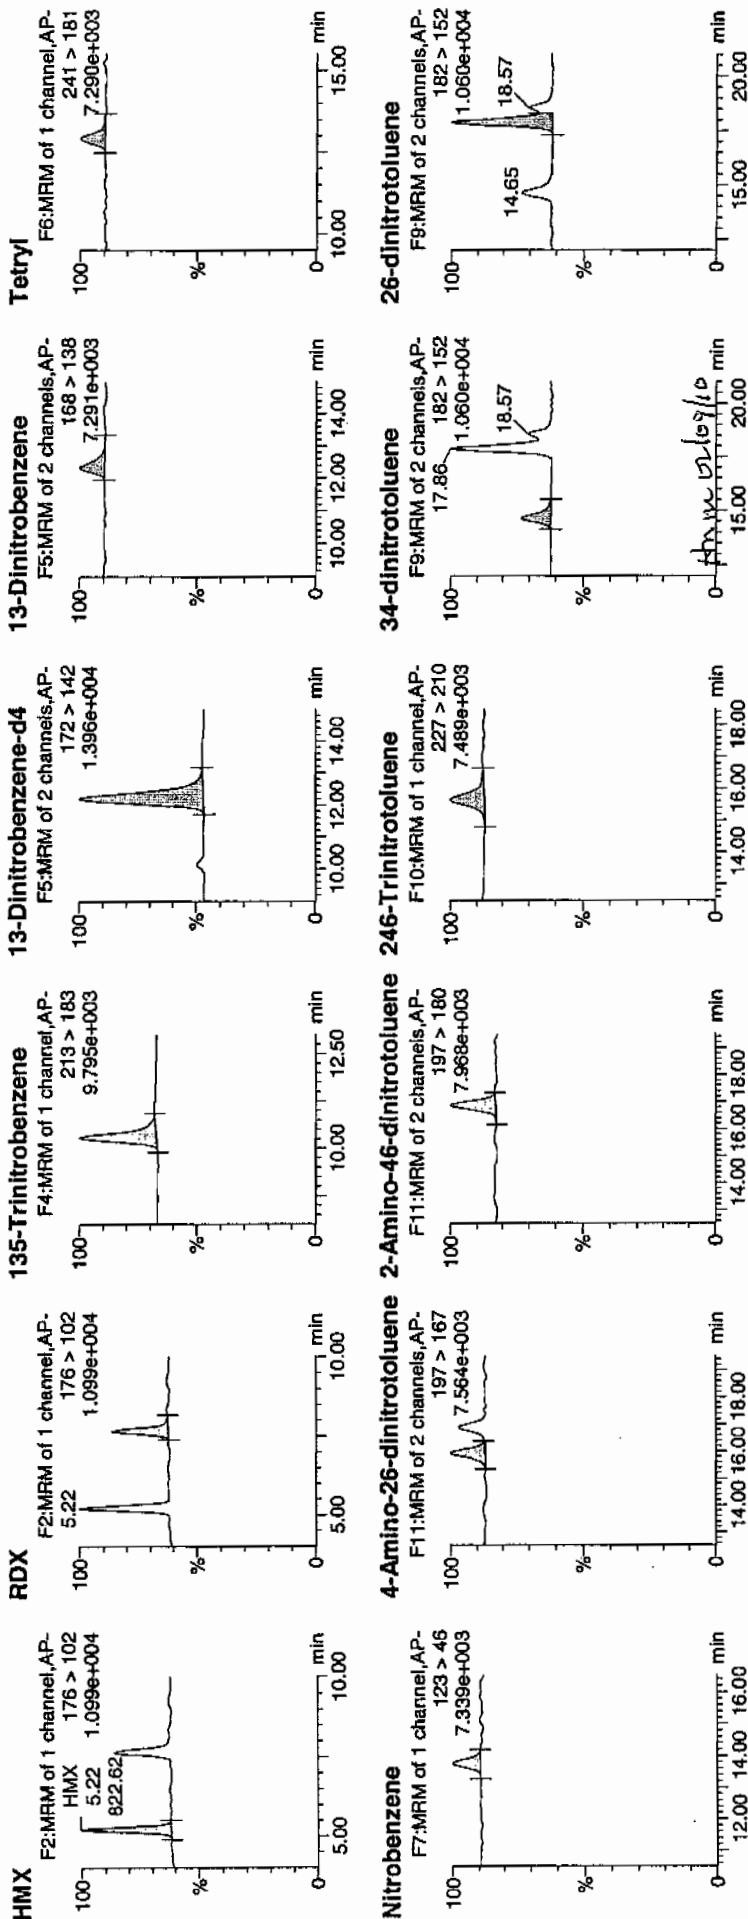 HMX
F2:MRM of 1 channel,AP-
176 > 102
1.099e+004
HMX
5.22
822.62
100
%
0
5.00
10.00
min
RDX
F2:MRM of 1 channel,AP-
176 > 102
1.099e+004
5.22
100
%
0
5.00
10.00
min
135-Trinitrobenzene
F4:MRM of 1 channel,AP-
213 > 183
9.795e+003
100
%
0
10.00
12.50
min
13-Dinitrobenzene-d4
F5:MRM of 2 channels,AP-
172 > 142
1.396e+004
100
%
0
10.00
12.00
14.00
min
13-Dinitrobenzene
F5:MRM of 2 channels,AP-
168 > 138
7.291e+003
100
%
0
10.00
12.00
14.00
min
Tetryl
F6:MRM of 1 channel,AP-
241 > 181
7.290e+003
100
%
0
10.00
15.00
min
Nitrobenzene
F7:MRM of 1 channel,AP-
123 > 46
7.339e+003
100
%
0
12.00
14.00
16.00
min
4-Amino-26-dinitrotoluene
F11:MRM of 2 channels,AP-
197 > 167
7.564e+003
100
%
0
14.00
16.00
18.00
min
2-Amino-46-dinitrotoluene
F11:MRM of 2 channels,AP-
197 > 180
7.968e+003
100
%
0
14.00
16.00
18.00
min
246-Trinitrotoluene
F10:MRM of 1 channel,AP-
227 > 210
7.489e+003
100
%
0
14.00
16.00
18.00
min
34-dinitrotoluene
F9:MRM of 2 channels,AP-
182 > 152
1.060e+004
17.86
18.57
100
%
0
15.00
20.00
min
02/09/10
26-dinitrotoluene
F9:MRM of 2 channels,AP-
182 > 152
1.060e+004
18.57
14.65
100
%
0
15.00
20.00
min